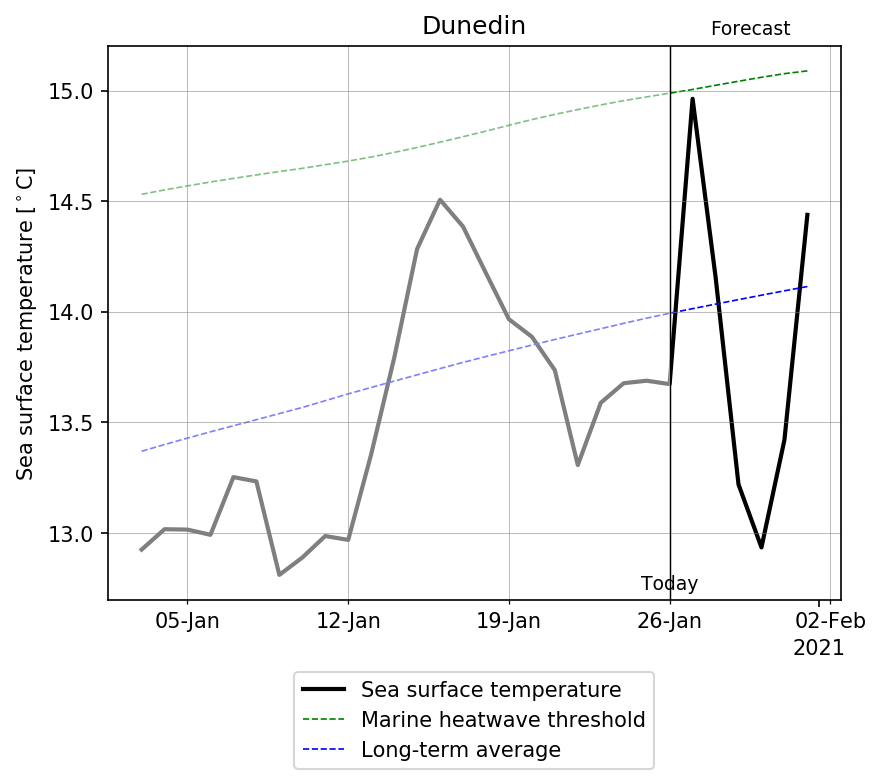 Dunedin
Forecast
Sea surface temperature [°C]
15.0
14.5
14.0
13.5
13.0
Today
05-Jan
12-Jan
19-Jan
26-Jan
02-Feb
2021
Sea surface temperature
Marine heatwave threshold
Long-term average